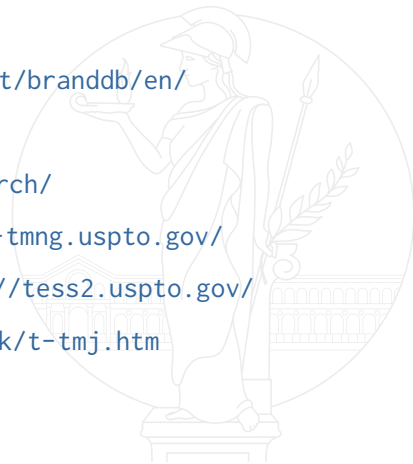 t/branddb/en/
rch/
-tmng.uspto.gov/
//tess2.uspto.gov/
k/t-tmj.htm